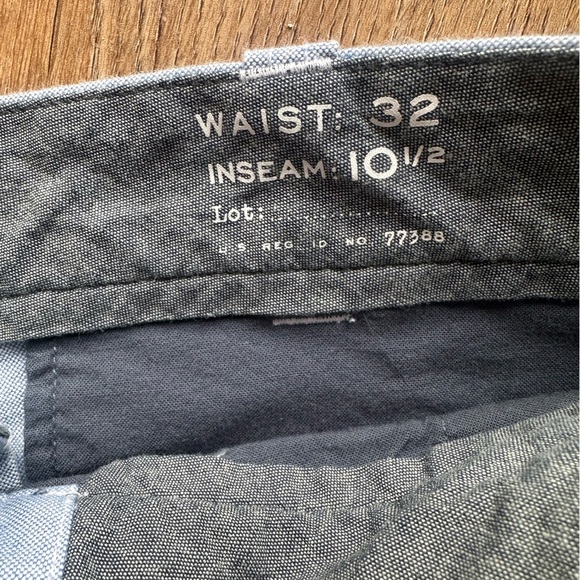 WAIST: 32
INSEAM: 10 1/2
Lot:...................
U.S REG. ID NO 77388